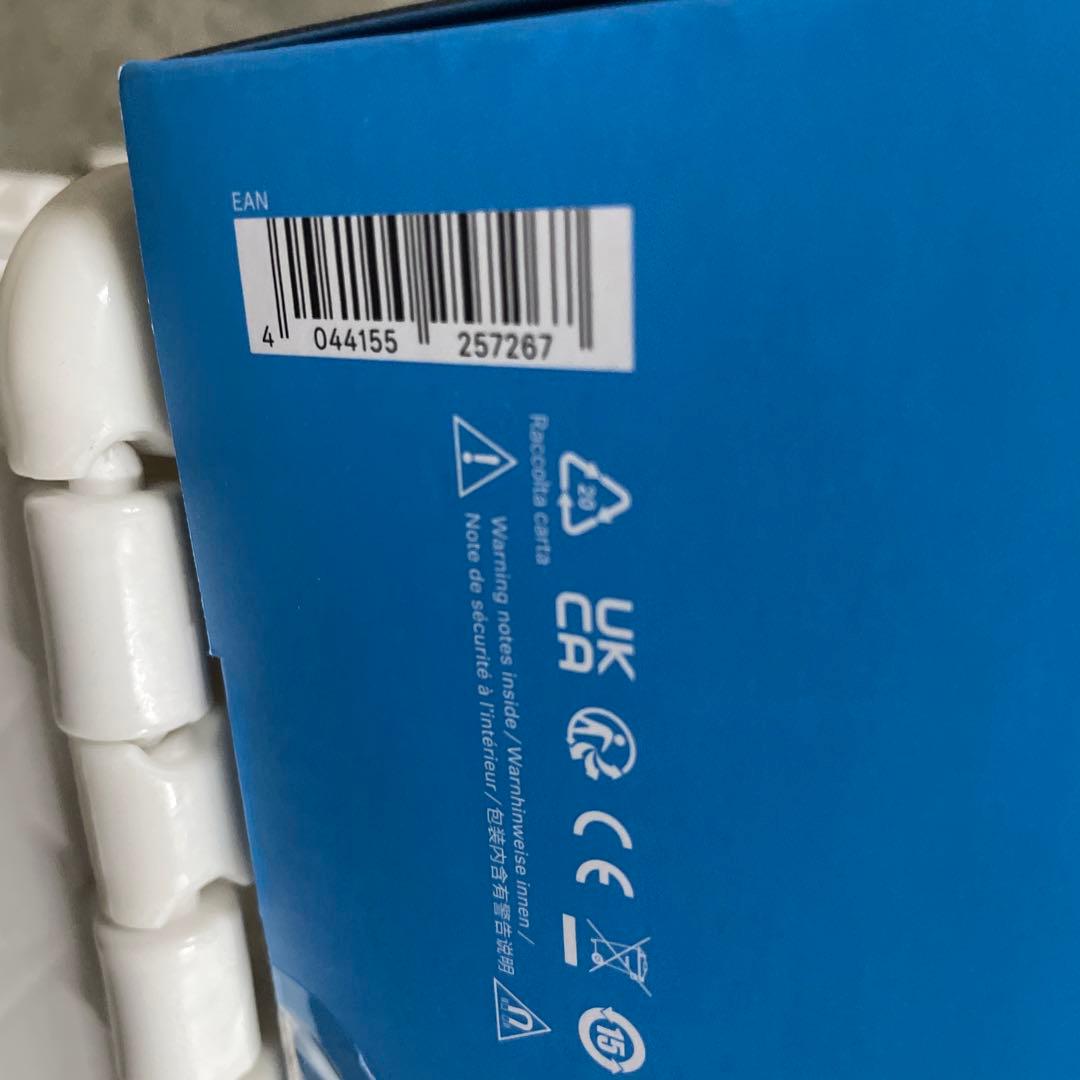 EAN
4 044155 257267
Raccolta carta
20
Warning notes inside / Warnhinweise innen /
Note de sécurité à l'intérieur / 包装内含有警告说明
UK
CA
CE
15